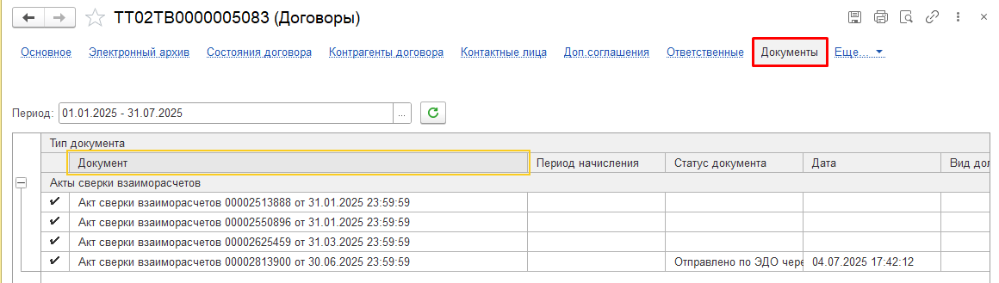 TT02TB0000005083 (Договоры)
Основное Электронный архив Состояния договора Контрагенты договора Контактные лица Доп.соглашения Ответственные Документы Еще...
Период: 01.01.2025 - 31.07.2025 ...
Тип документа
Документ Период начисления Статус документа Дата Вид дог
Акты сверки взаиморасчетов
Акт сверки взаиморасчетов 00002513888 от 31.01.2025 23:59:59
Акт сверки взаиморасчетов 00002550896 от 31.01.2025 23:59:59
Акт сверки взаиморасчетов 00002625459 от 31.03.2025 23:59:59
Акт сверки взаиморасчетов 00002813900 от 30.06.2025 23:59:59 Отправлено по ЭДО чере 04.07.2025 17:42:12